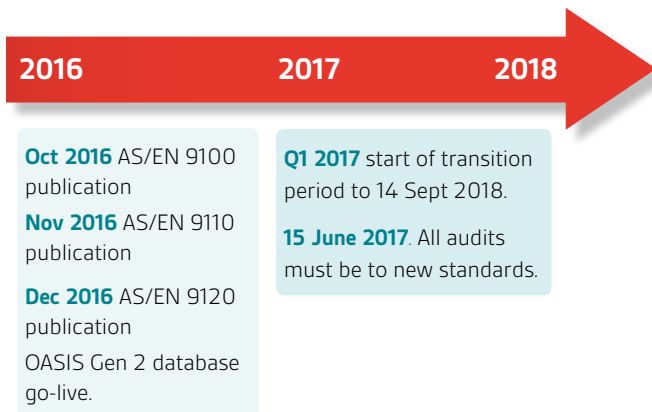 2016 2017 2018
Oct 2016 AS/EN 9100
publication
Nov 2016 AS/EN 9110
publication
Dec 2016 AS/EN 9120
publication
OASIS Gen 2 database
go-live.
Q1 2017 start of transition
period to 14 Sept 2018.
15 June 2017. All audits
must be to new standards.